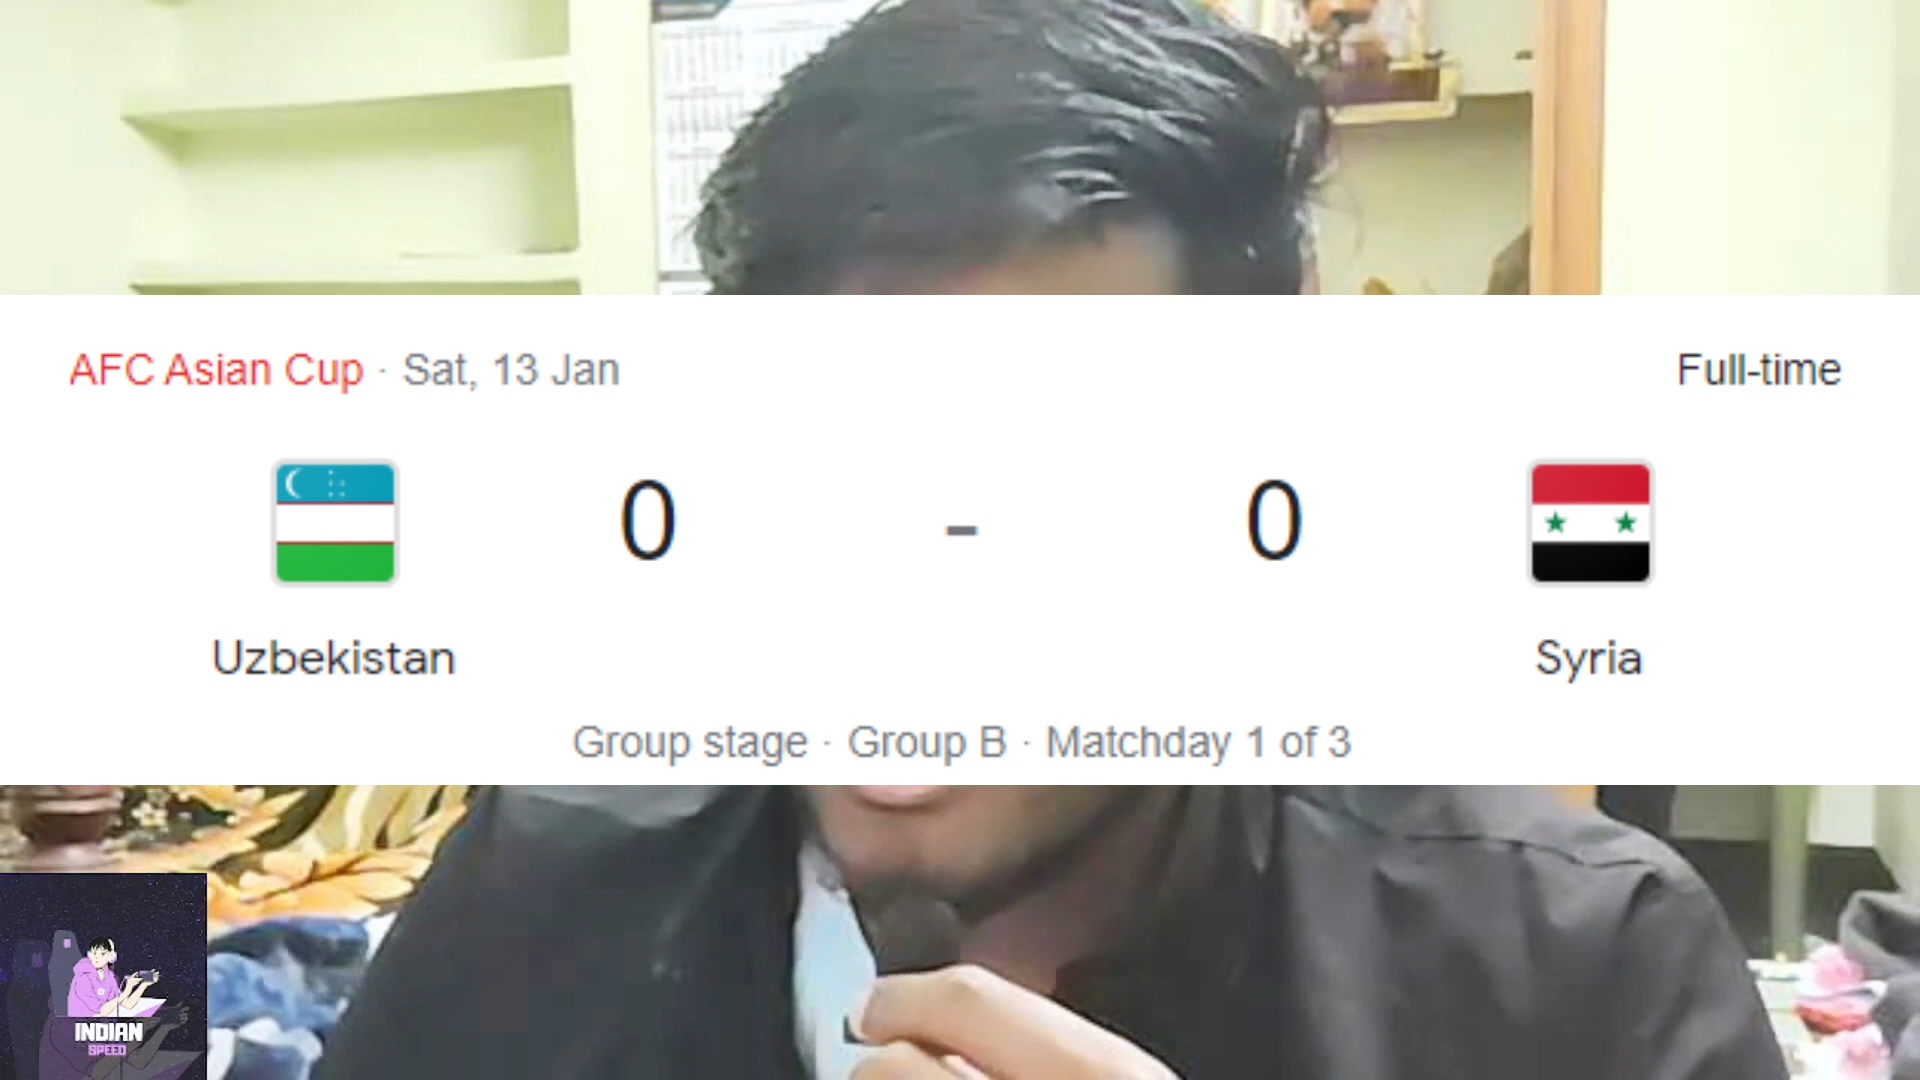 AFC Asian Cup · Sat, 13 Jan
Full-time
0 - 0
Uzbekistan
Syria
Group stage · Group B · Matchday 1 of 3
INDIAN
SPEED